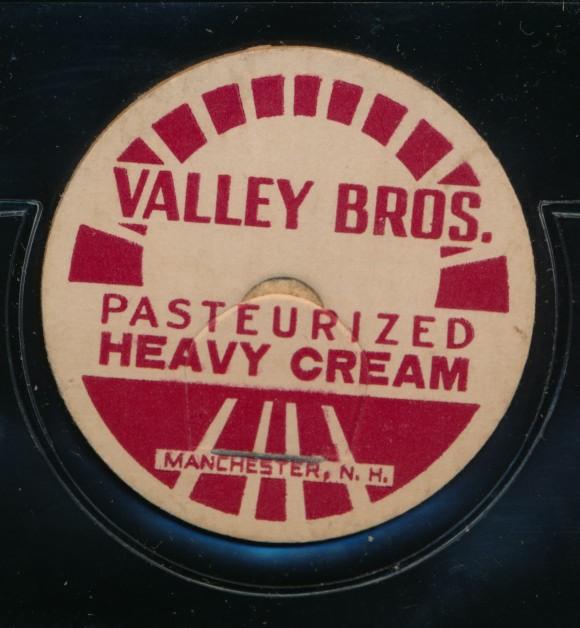 VALLEY BROS.
PASTEURIZED
HEAVY CREAM
MANCHESTER, N. H.